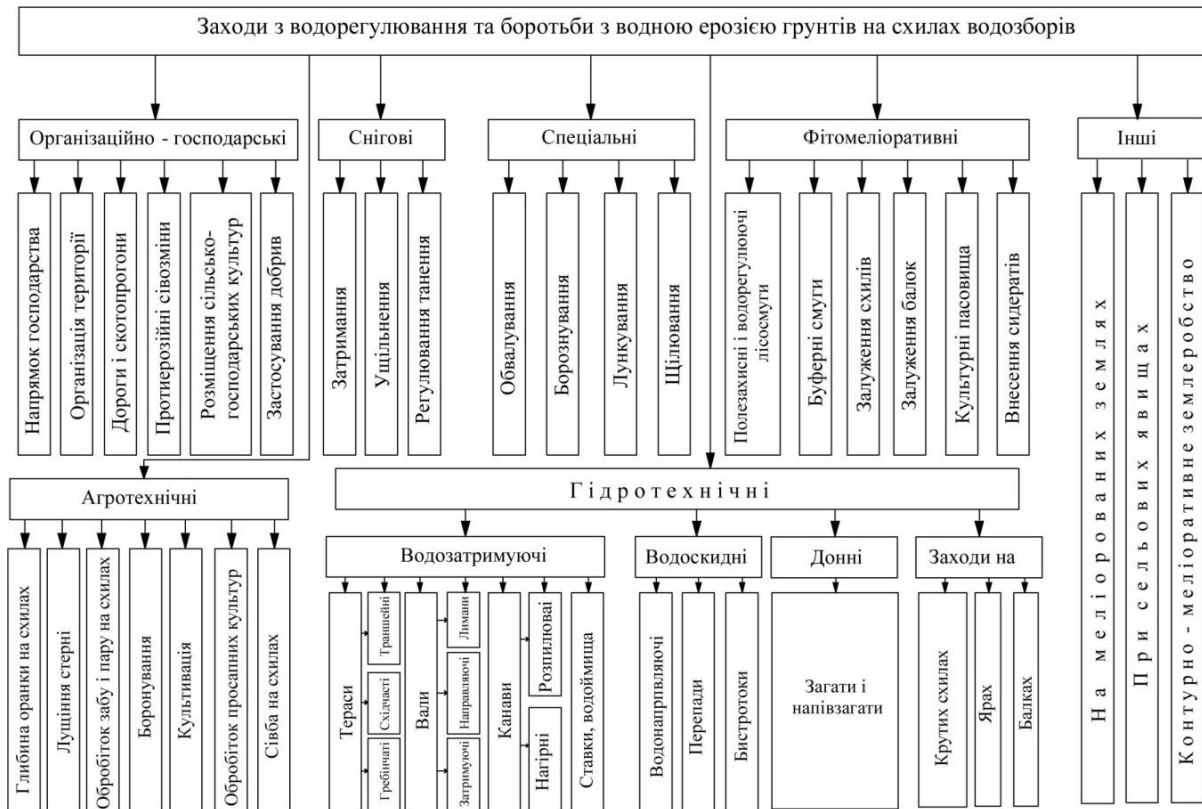 Заходи з водорегулювання та боротьби з водною ерозією грунтів на схилах водозборів
Організаційно - господарські
Снігові
Спеціальні
Фітомеліоративні
Інші
Напрямок господарства
Організація території
Дороги і скотопрогони
Протиерозійні сівозміни
Розміщення сільсько-
господарських культур
Застосування добрив
Затримання
Ущільнення
Регулювання танення
Обвалування
Борознування
Лункування
Щілювання
Полезахисні і водорегулюючі
лісосмуги
Буферні смуги
Залуження схилів
Залуження балок
Культурні пасовища
Внесення сидератів
На меліорованих землях
При сельових явищах
Контурно-меліоративне землеробство
Агротехнічні
Гідротехнічні
Глибина оранки на схилах
Лущіння стерні
Обробіток забу і пару на схилах
Боронування
Культивація
Обробіток просапних культур
Сівба на схилах
Водозатримуючі
Водоскидні
Донні
Заходи на
Тераси
Траншейні
Східчасті
Гребінчаті
Вали
Лимани
Направляючі
Затримуючі
Канави
Розпилюваі
Нагірні
Ставки, водоймища
Водонапрпвляючі
Перепади
Бистротоки
Загати і
напівзагати
Крутих схилах
Ярах
Балках